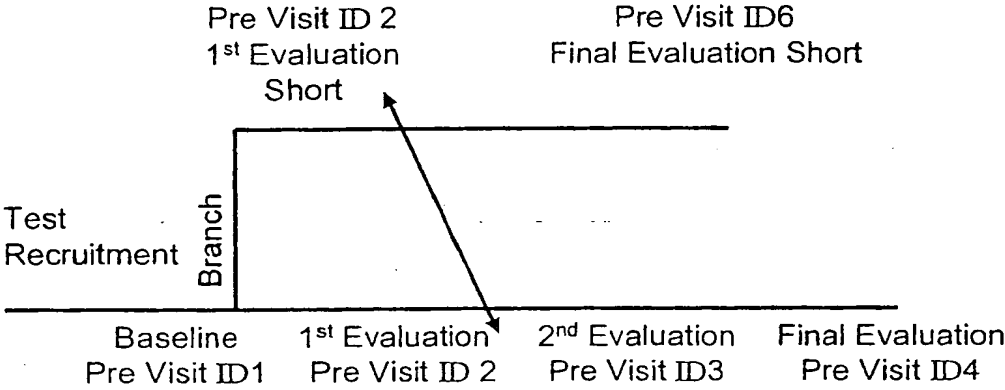 Pre Visit ID 2
1st Evaluation
Short
Pre Visit ID6
Final Evaluation Short
Test
Recruitment
Branch
Baseline
Pre Visit ID1
1st Evaluation
Pre Visit ID 2
2nd Evaluation
Pre Visit ID3
Final Evaluation
Pre Visit ID4